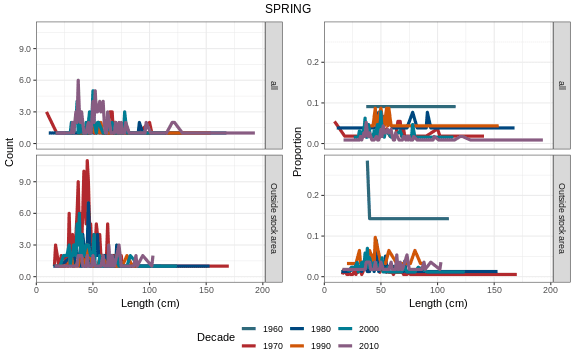 SPRING
Count
9.0
6.0
3.0
0.0
all
9.0
6.0
3.0
0.0
Outside stock area
0 50 100 150 200
Length (cm)
Proportion
0.2
0.1
0.0
all
0.2
0.1
0.0
Outside stock area
0 50 100 150 200
Length (cm)
Decade
1960 1980 2000
1970 1990 2010